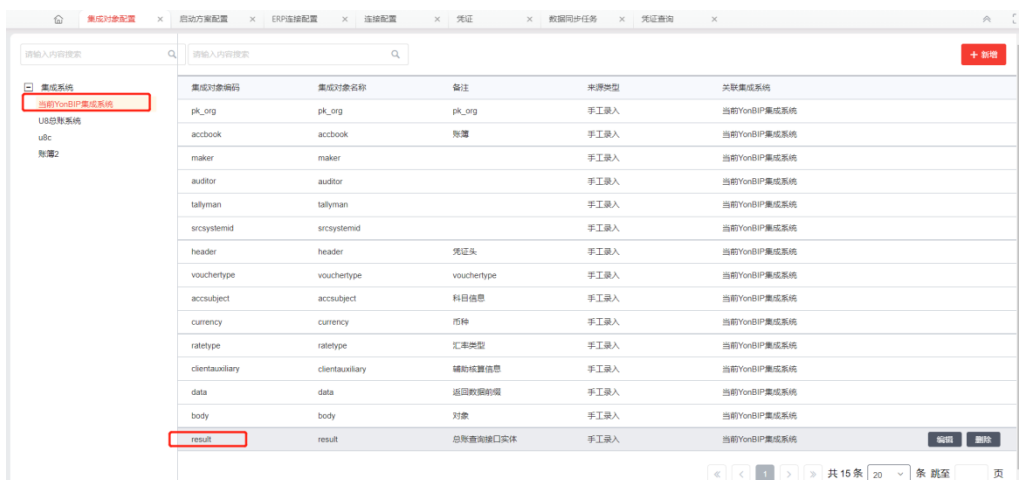 集成对象配置 × 启动方案配置 × ERP连接配置 × 连接配置 × 凭证 × 数据同步任务 × 凭证查询 ×
请输入内容搜索 请输入内容搜索 + 新增
集成系统
当前YonBIP集成系统
U8总账系统
u8c
账簿2
集成对象编码 集成对象名称 备注 来源类型 关联集成系统
pk_org pk_org pk_org 手工录入 当前YonBIP集成系统
accbook accbook 账簿 手工录入 当前YonBIP集成系统
maker maker 手工录入 当前YonBIP集成系统
auditor auditor 手工录入 当前YonBIP集成系统
tallyman tallyman 手工录入 当前YonBIP集成系统
srcsystemid srcsystemid 手工录入 当前YonBIP集成系统
header header 凭证头 手工录入 当前YonBIP集成系统
vouchertype vouchertype vouchertype 手工录入 当前YonBIP集成系统
accsubject accsubject 科目信息 手工录入 当前YonBIP集成系统
currency currency 币种 手工录入 当前YonBIP集成系统
ratetype ratetype 汇率类型 手工录入 当前YonBIP集成系统
clientauxiliary clientauxiliary 辅助核算信息 手工录入 当前YonBIP集成系统
data data 返回数据前缀 手工录入 当前YonBIP集成系统
body body 对象 手工录入 当前YonBIP集成系统
result result 总账查询接口实体 手工录入 当前YonBIP集成系统 编辑 删除
« < 1 > » 共 15 条 20 条 跳至 页